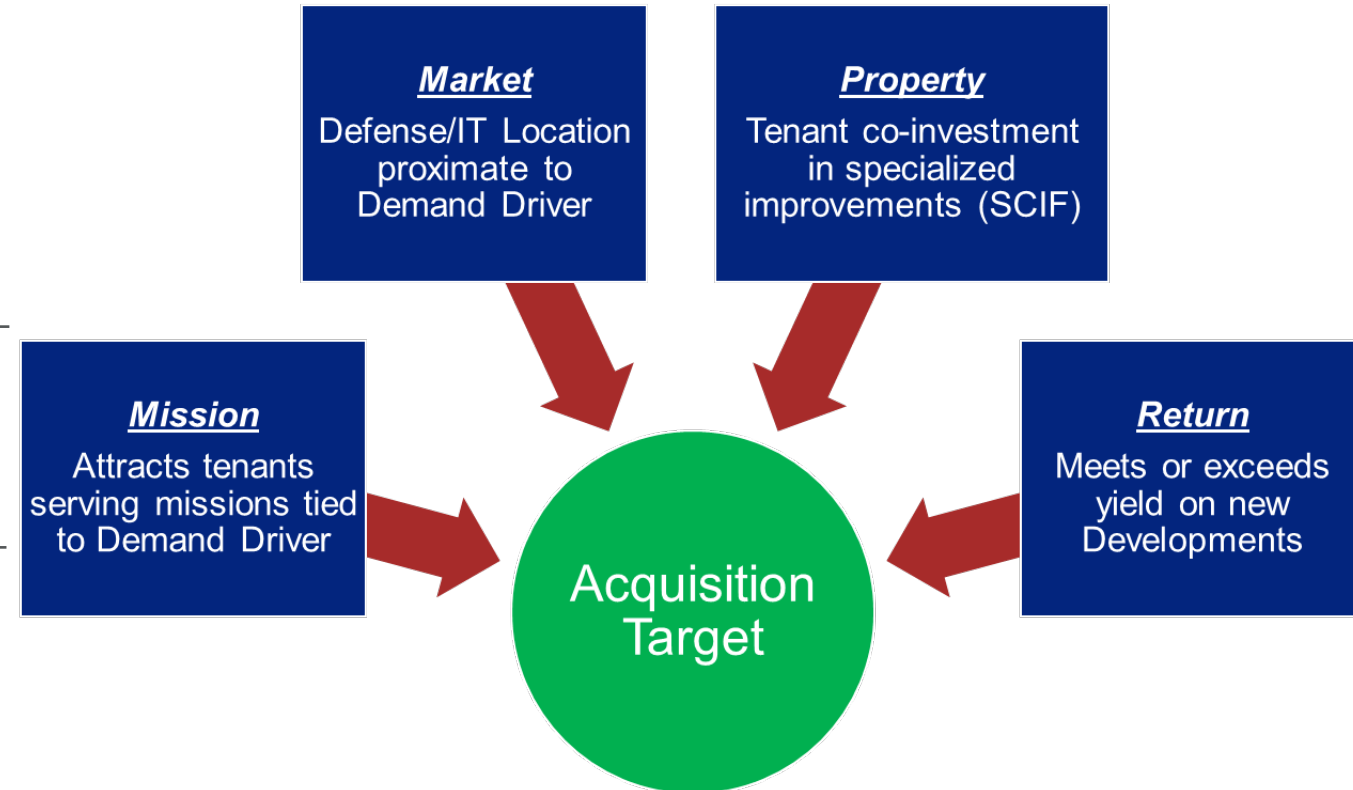 Market
Defense/IT Location
proximate to
Demand Driver
Property
Tenant co-investment
in specialized
improvements (SCIF)
Mission
Attracts tenants
serving missions tied
to Demand Driver
Return
Meets or exceeds
yield on new
Developments
Acquisition
Target